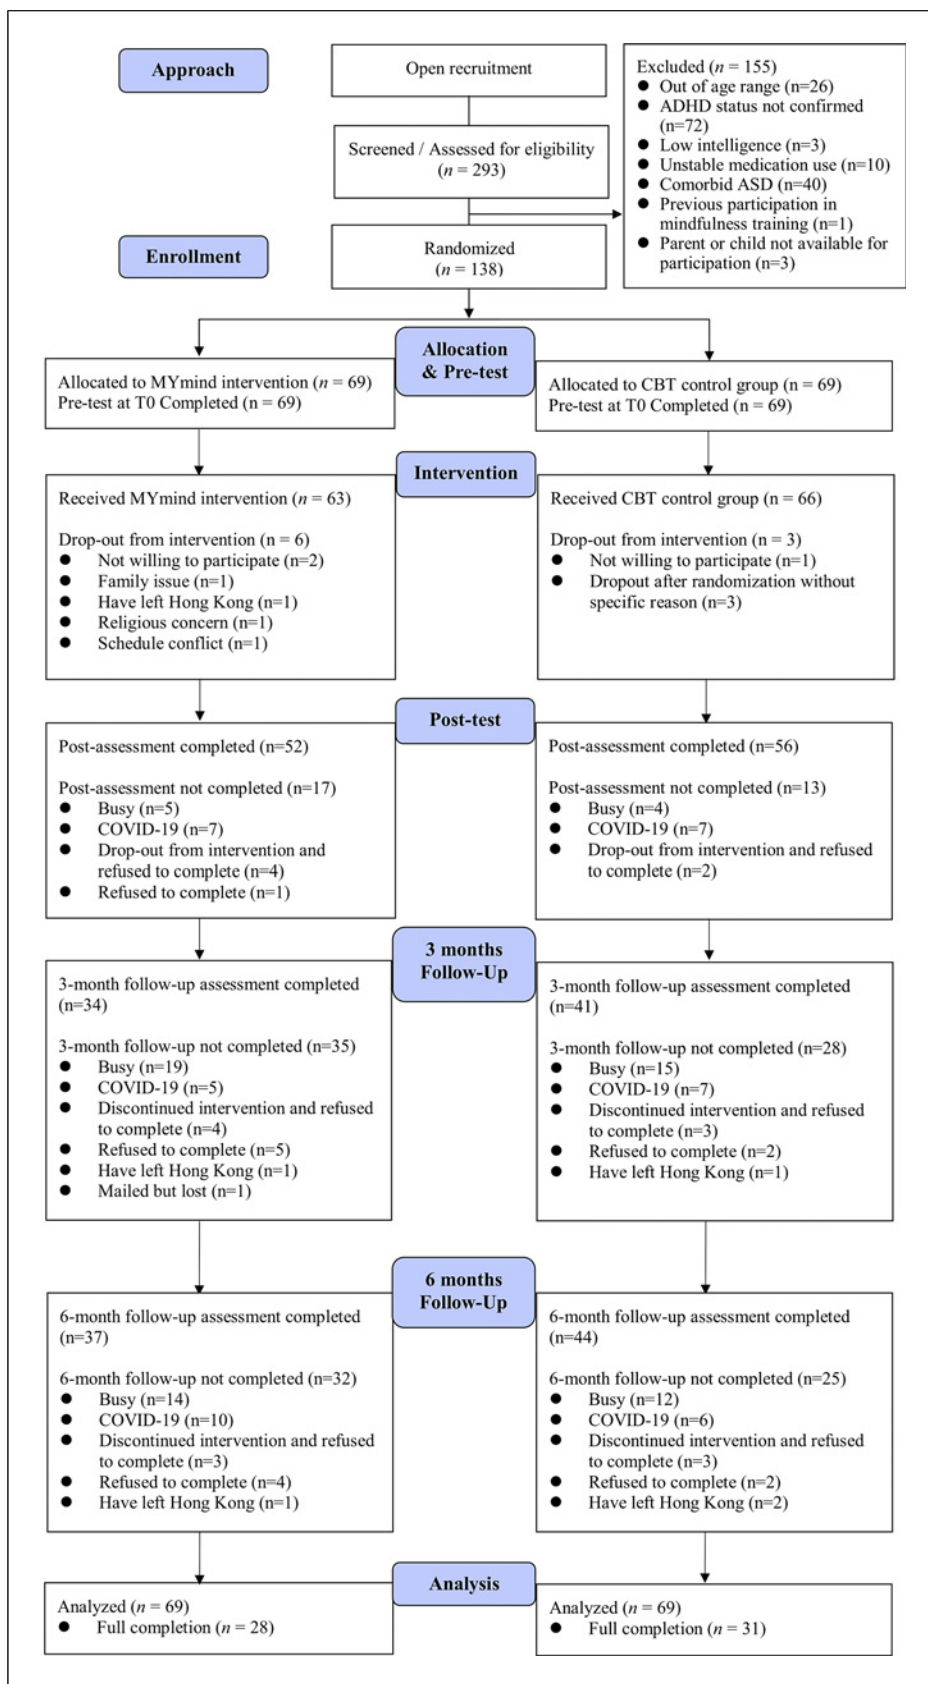 Approach
Open recruitment
Excluded (n = 155)
● Out of age range (n=26)
● ADHD status not confirmed
(n=72)
● Low intelligence (n=3)
● Unstable medication use (n=10)
● Comorbid ASD (n=40)
● Previous participation in
mindfulness training (n=1)
● Parent or child not available for
participation (n=3)
Screened / Assessed for eligibility
(n = 293)
Enrollment
Randomized
(n = 138)
Allocation
& Pre-test
Allocated to MYmind intervention (n = 69)
Pre-test at T0 Completed (n = 69)
Allocated to CBT control group (n = 69)
Pre-test at T0 Completed (n = 69)
Intervention
Received MYmind intervention (n = 63)
Drop-out from intervention (n = 6)
● Not willing to participate (n=2)
● Family issue (n=1)
● Have left Hong Kong (n=1)
● Religious concern (n=1)
● Schedule conflict (n=1)
Received CBT control group (n = 66)
Drop-out from intervention (n = 3)
● Not willing to participate (n=1)
● Dropout after randomization without
specific reason (n=3)
Post-test
Post-assessment completed (n=52)
Post-assessment not completed (n=17)
● Busy (n=5)
● COVID-19 (n=7)
● Drop-out from intervention and
refused to complete (n=4)
● Refused to complete (n=1)
Post-assessment completed (n=56)
Post-assessment not completed (n=13)
● Busy (n=4)
● COVID-19 (n=7)
● Drop-out from intervention and refused
to complete (n=2)
3 months
Follow-Up
3-month follow-up assessment completed
(n=34)
3-month follow-up not completed (n=35)
● Busy (n=19)
● COVID-19 (n=5)
● Discontinued intervention and refused
to complete (n=4)
● Refused to complete (n=5)
● Have left Hong Kong (n=1)
● Mailed but lost (n=1)
3-month follow-up assessment completed
(n=41)
3-month follow-up not completed (n=28)
● Busy (n=15)
● COVID-19 (n=7)
● Discontinued intervention and refused
to complete (n=3)
● Refused to complete (n=2)
● Have left Hong Kong (n=1)
6 months
Follow-Up
6-month follow-up assessment completed
(n=37)
6-month follow-up not completed (n=32)
● Busy (n=14)
● COVID-19 (n=10)
● Discontinued intervention and refused
to complete (n=3)
● Refused to complete (n=4)
● Have left Hong Kong (n=1)
6-month follow-up assessment completed
(n=44)
6-month follow-up not completed (n=25)
● Busy (n=12)
● COVID-19 (n=6)
● Discontinued intervention and refused
to complete (n=3)
● Refused to complete (n=2)
● Have left Hong Kong (n=2)
Analysis
Analyzed (n = 69)
● Full completion (n = 28)
Analyzed (n = 69)
● Full completion (n = 31)